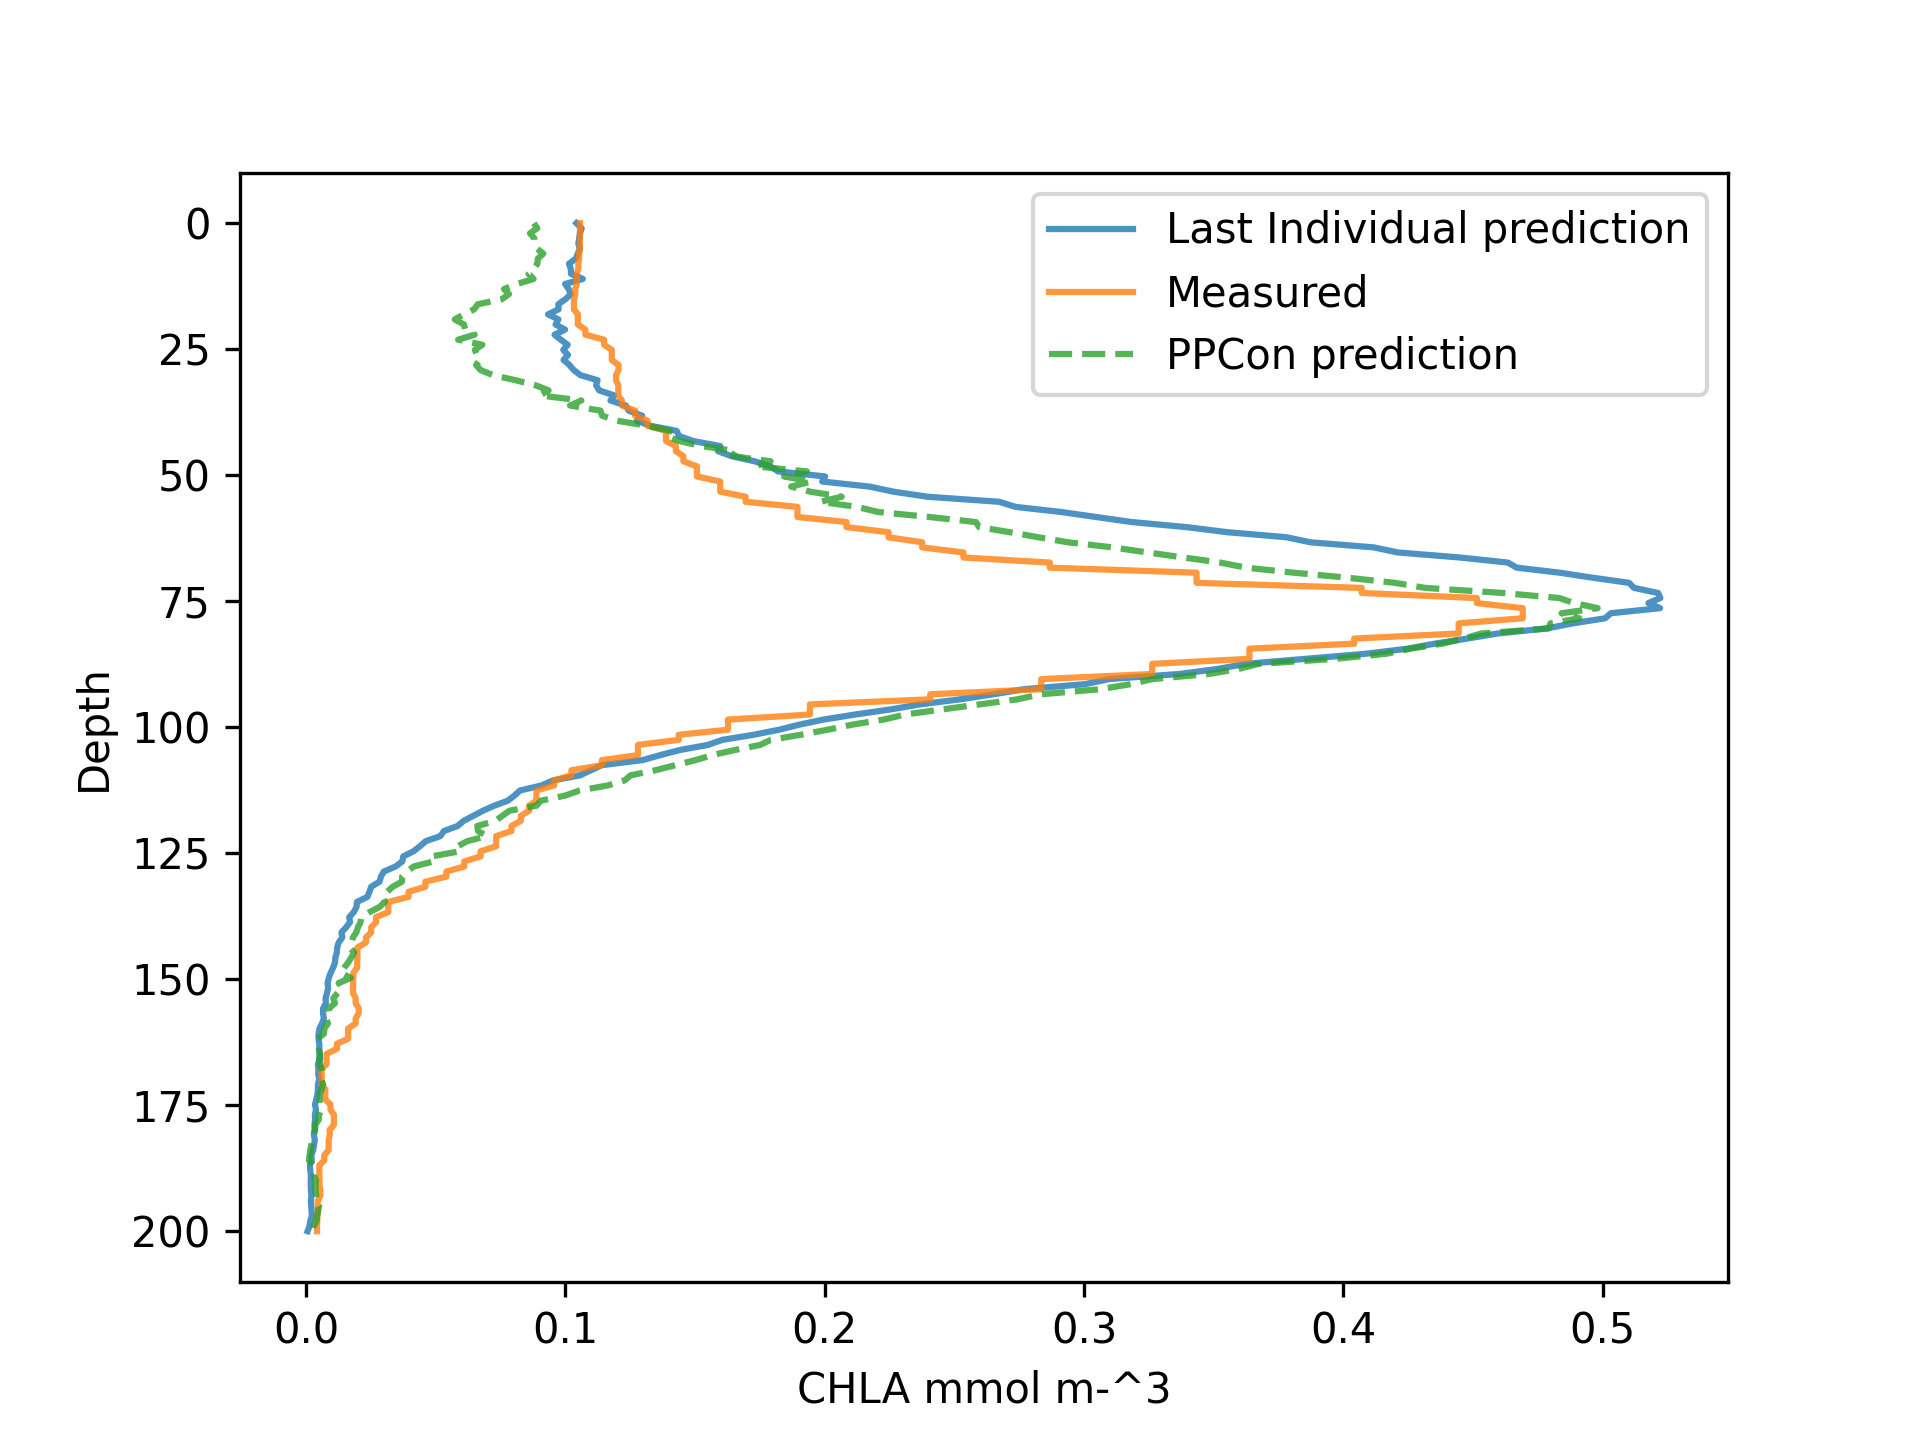 Last Individual prediction
Measured
PPCon prediction
0
25
50
75
100
125
150
175
200
Depth
0.0 0.1 0.2 0.3 0.4 0.5
CHLA mmol m-^3